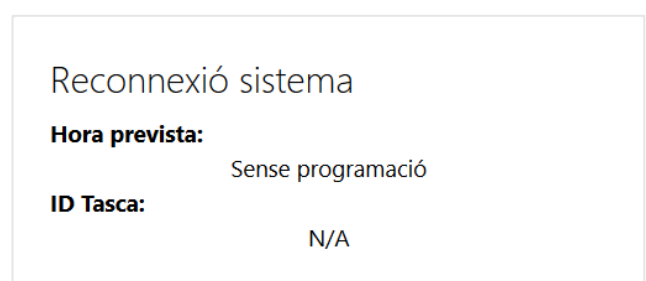 Reconnexió sistema
Hora prevista:
Sense programació
ID Tasca:
N/A